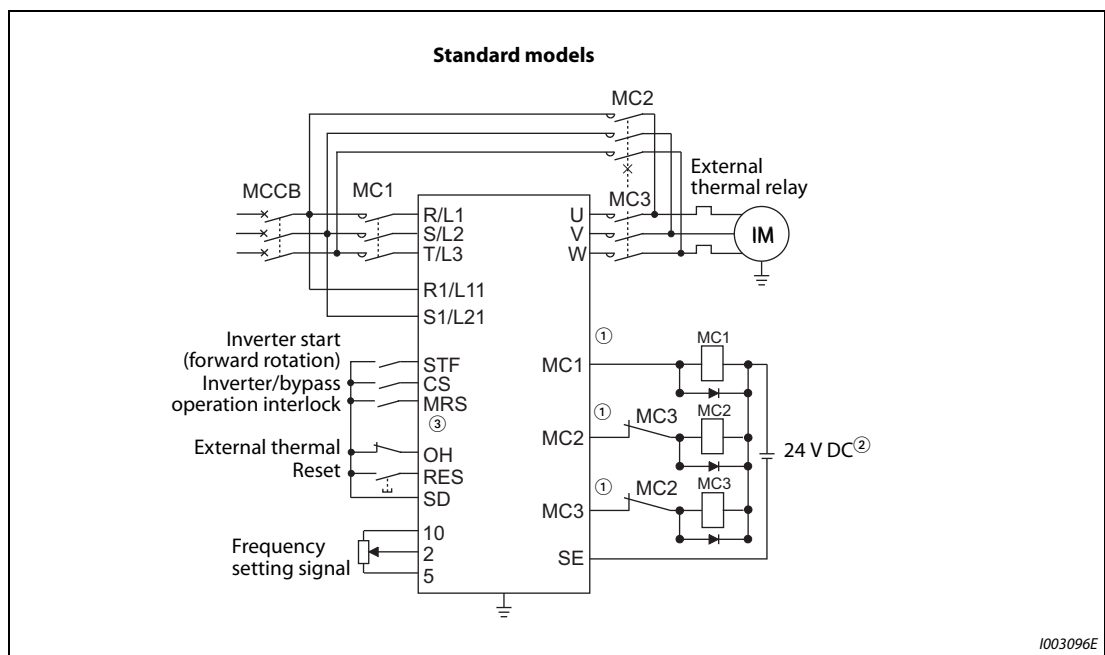 Standard models
MC2
External
thermal relay
MCCB
MC1
MC3
R/L1
S/L2
T/L3
R1/L11
S1/L21
U
V
W
IM
Inverter start
(forward rotation)
Inverter/bypass
operation interlock
STF
CS
MRS
③
External thermal
Reset
OH
RES
SD
Frequency
setting signal
10
2
5
①
MC1
MC1
①
MC2
MC3
MC2
24 V DC②
①
MC3
MC2
MC3
SE
I003096E